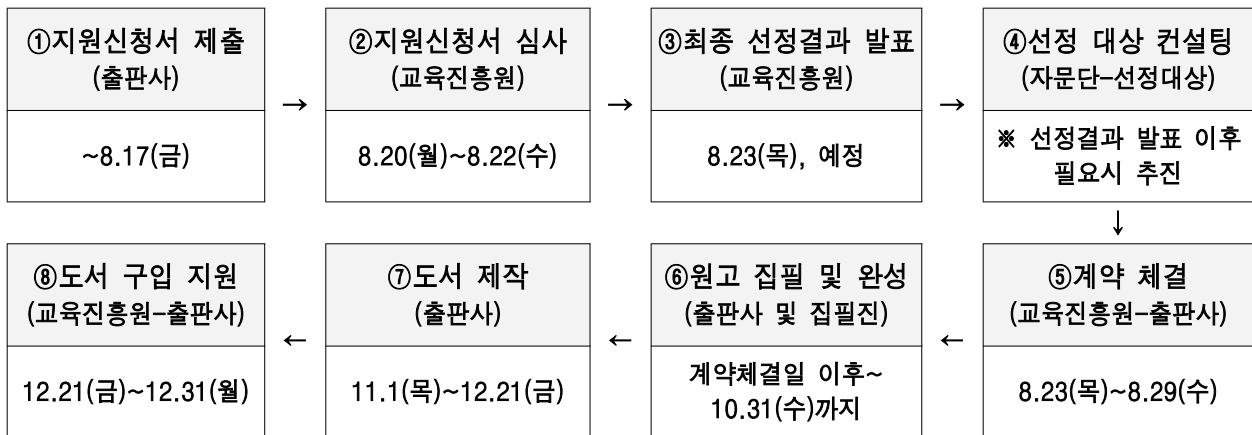 ①지원신청서 제출
(출판사)
~8.17(금)
→
②지원신청서 심사
(교육진흥원)
8.20(월)~8.22(수)
→
③최종 선정결과 발표
(교육진흥원)
8.23(목), 예정
→
④선정 대상 컨설팅
(자문단-선정대상)
※ 선정결과 발표 이후
필요시 추진
↓
⑤계약 체결
(교육진흥원-출판사)
8.23(목)~8.29(수)
←
⑥원고 집필 및 완성
(출판사 및 집필진)
계약체결일 이후~
10.31(수)까지
←
⑦도서 제작
(출판사)
11.1(목)~12.21(금)
←
⑧도서 구입 지원
(교육진흥원-출판사)
12.21(금)~12.31(월)